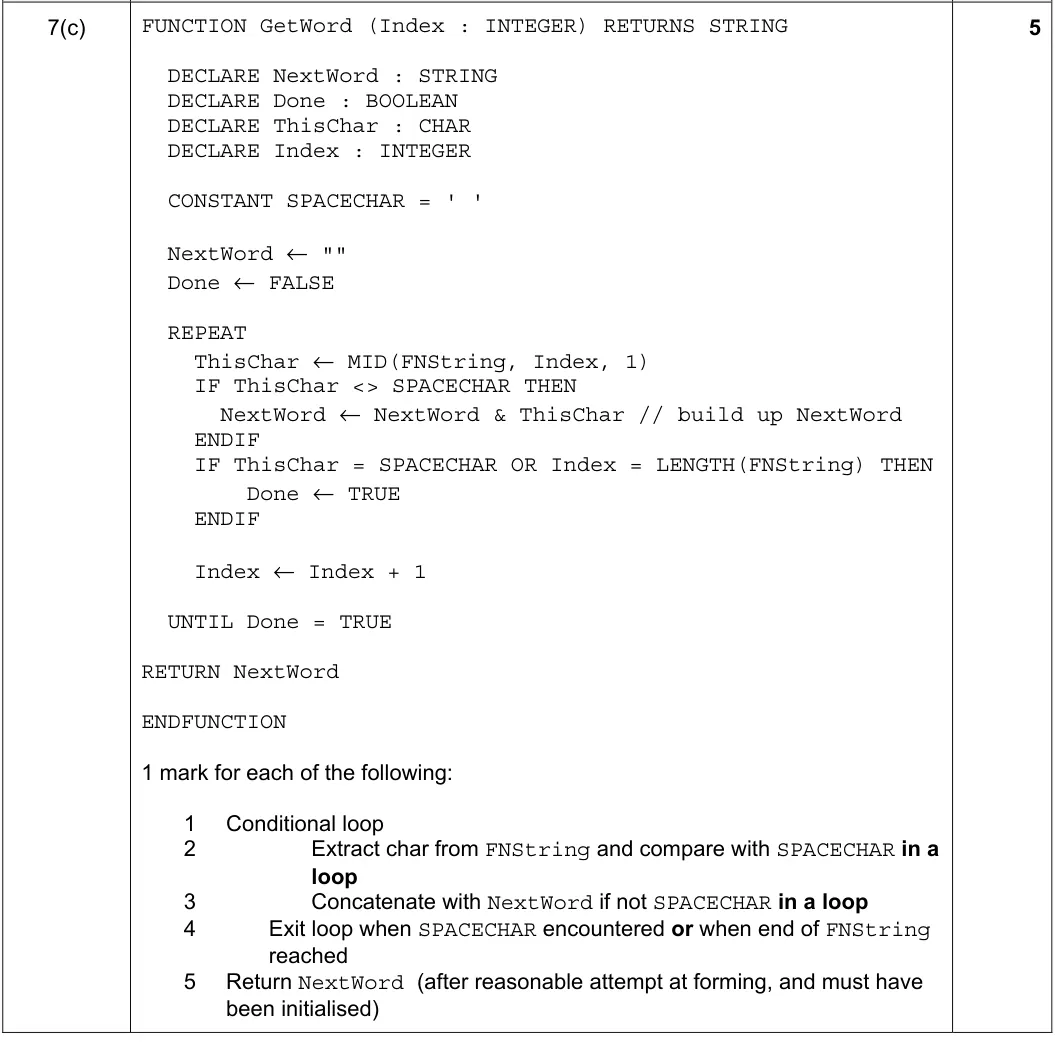 7(c)
FUNCTION GetWord (Index : INTEGER) RETURNS STRING
5
DECLARE NextWord : STRING
DECLARE Done : BOOLEAN
DECLARE ThisChar : CHAR
DECLARE Index : INTEGER
CONSTANT SPACECHAR = ' '
NextWord ← ""
Done ← FALSE
REPEAT
ThisChar ← MID(FNString, Index, 1)
IF ThisChar <> SPACECHAR THEN
NextWord ← NextWord & ThisChar // build up NextWord
ENDIF
IF ThisChar = SPACECHAR OR Index = LENGTH(FNString) THEN
Done ← TRUE
ENDIF
Index ← Index + 1
UNTIL Done = TRUE
RETURN NextWord
ENDFUNCTION
1 mark for each of the following:
1 Conditional loop
2 Extract char from FNString and compare with SPACECHAR in a
loop
3 Concatenate with NextWord if not SPACECHAR in a loop
4 Exit loop when SPACECHAR encountered or when end of FNString
reached
5 Return NextWord (after reasonable attempt at forming, and must have
been initialised)